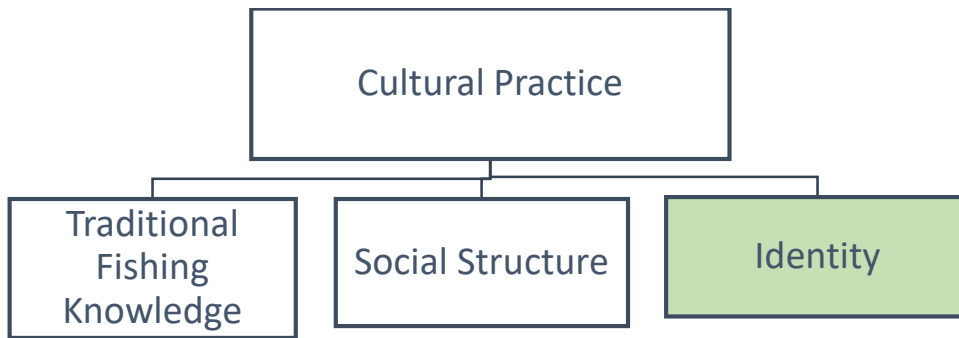 Cultural Practice
Traditional
Fishing
Knowledge
Social Structure
Identity